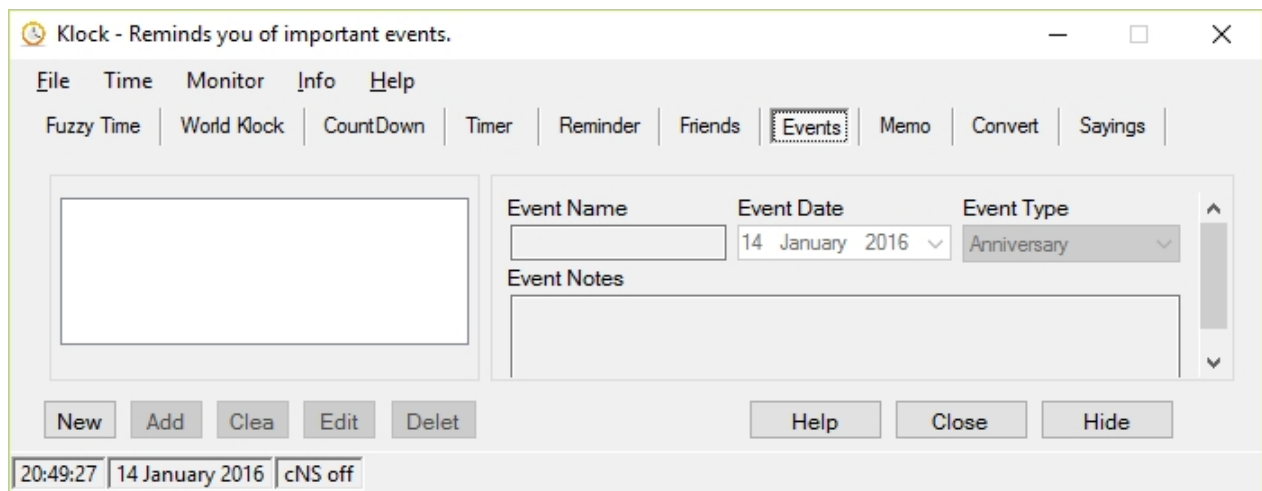 Klock - Reminds you of important events.
File Time Monitor Info Help
Fuzzy Time World Klock CountDown Timer Reminder Friends Events Memo Convert Sayings
Event Name Event Date Event Type
14 January 2016 Anniversary
Event Notes
New Add Clea Edit Delet Help Close Hide
20:49:27 14 January 2016 cNS off